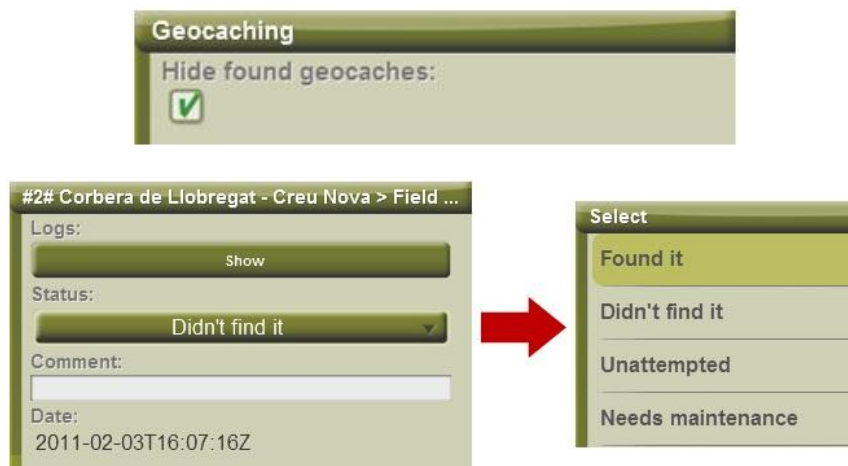 Geocaching
Hide found geocaches:
#2# Corbera de Llobregat - Creu Nova > Field ...
Logs:
Show
Status:
Didn't find it
Comment:
Date:
2011-02-03T16:07:16Z
Select
Found it
Didn't find it
Unattempted
Needs maintenance